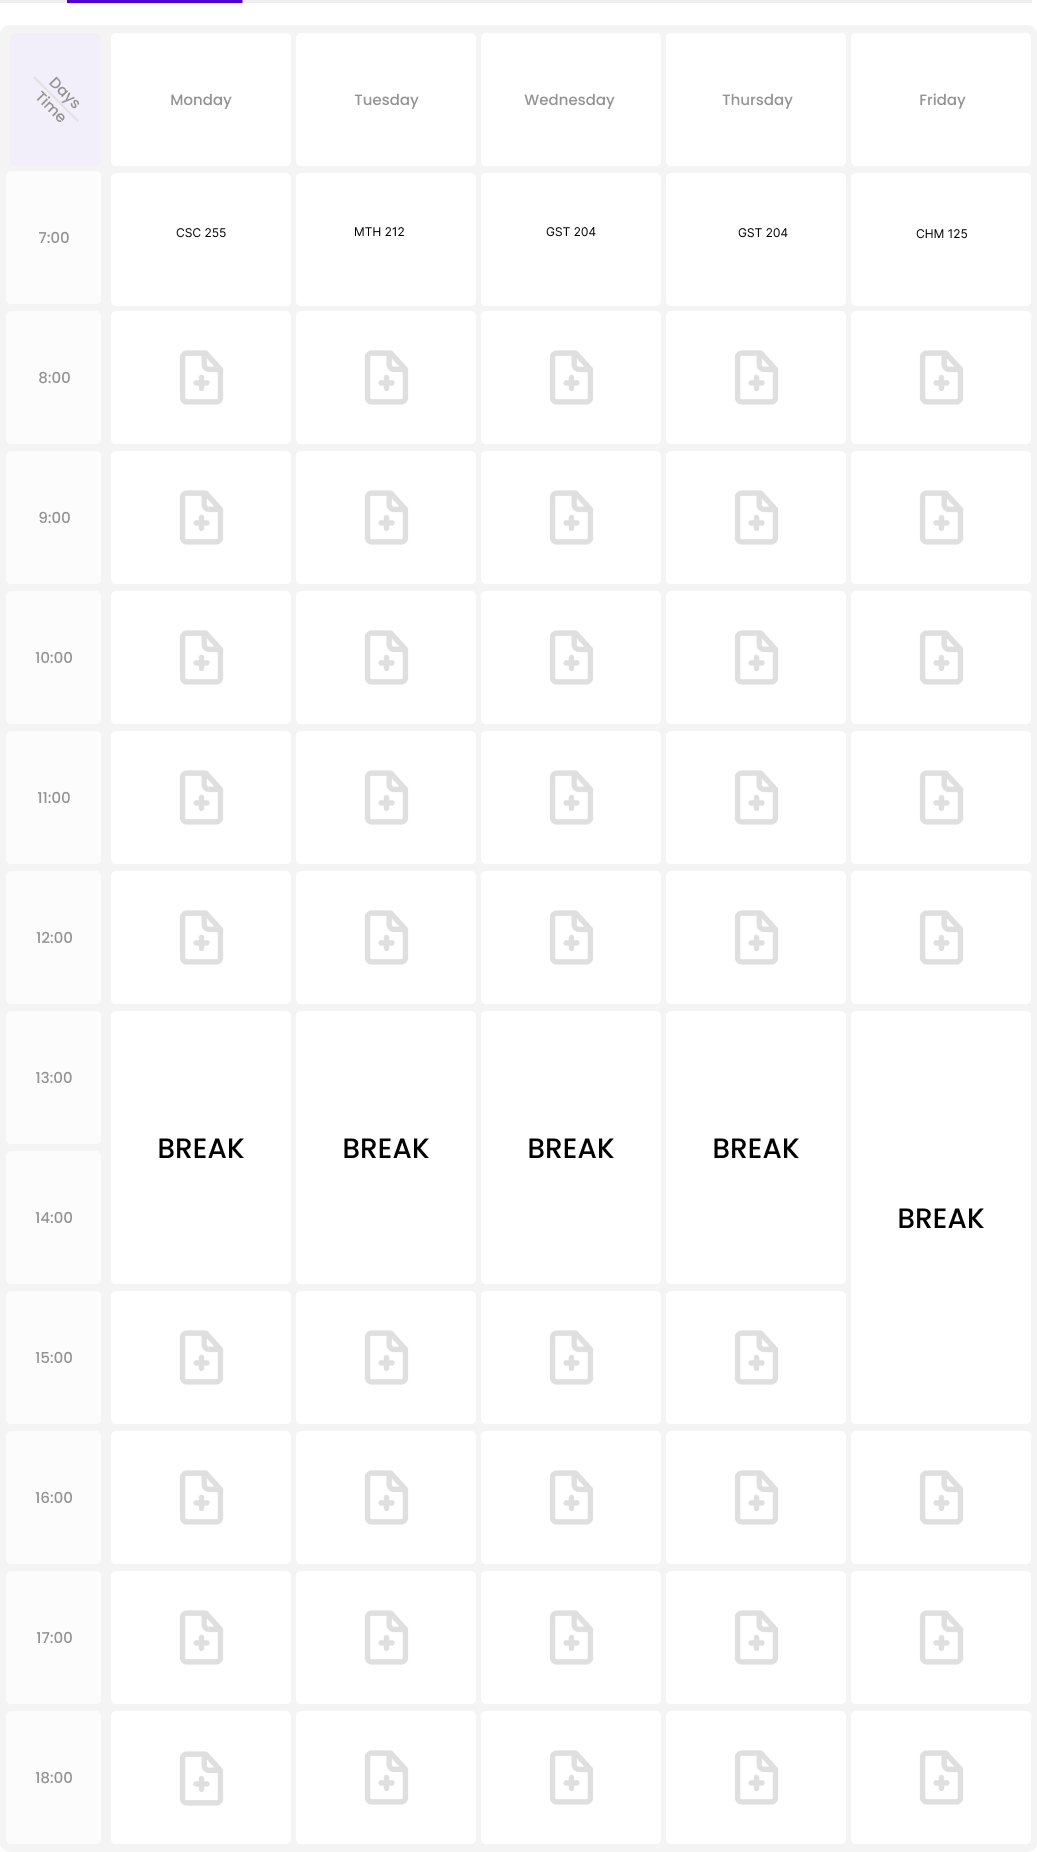 Days
Time
Monday
Tuesday
Wednesday
Thursday
Friday
7:00
CSC 255
MTH 212
GST 204
GST 204
CHM 125
8:00
9:00
10:00
11:00
12:00
13:00
BREAK
BREAK
BREAK
BREAK
14:00
BREAK
15:00
16:00
17:00
18:00